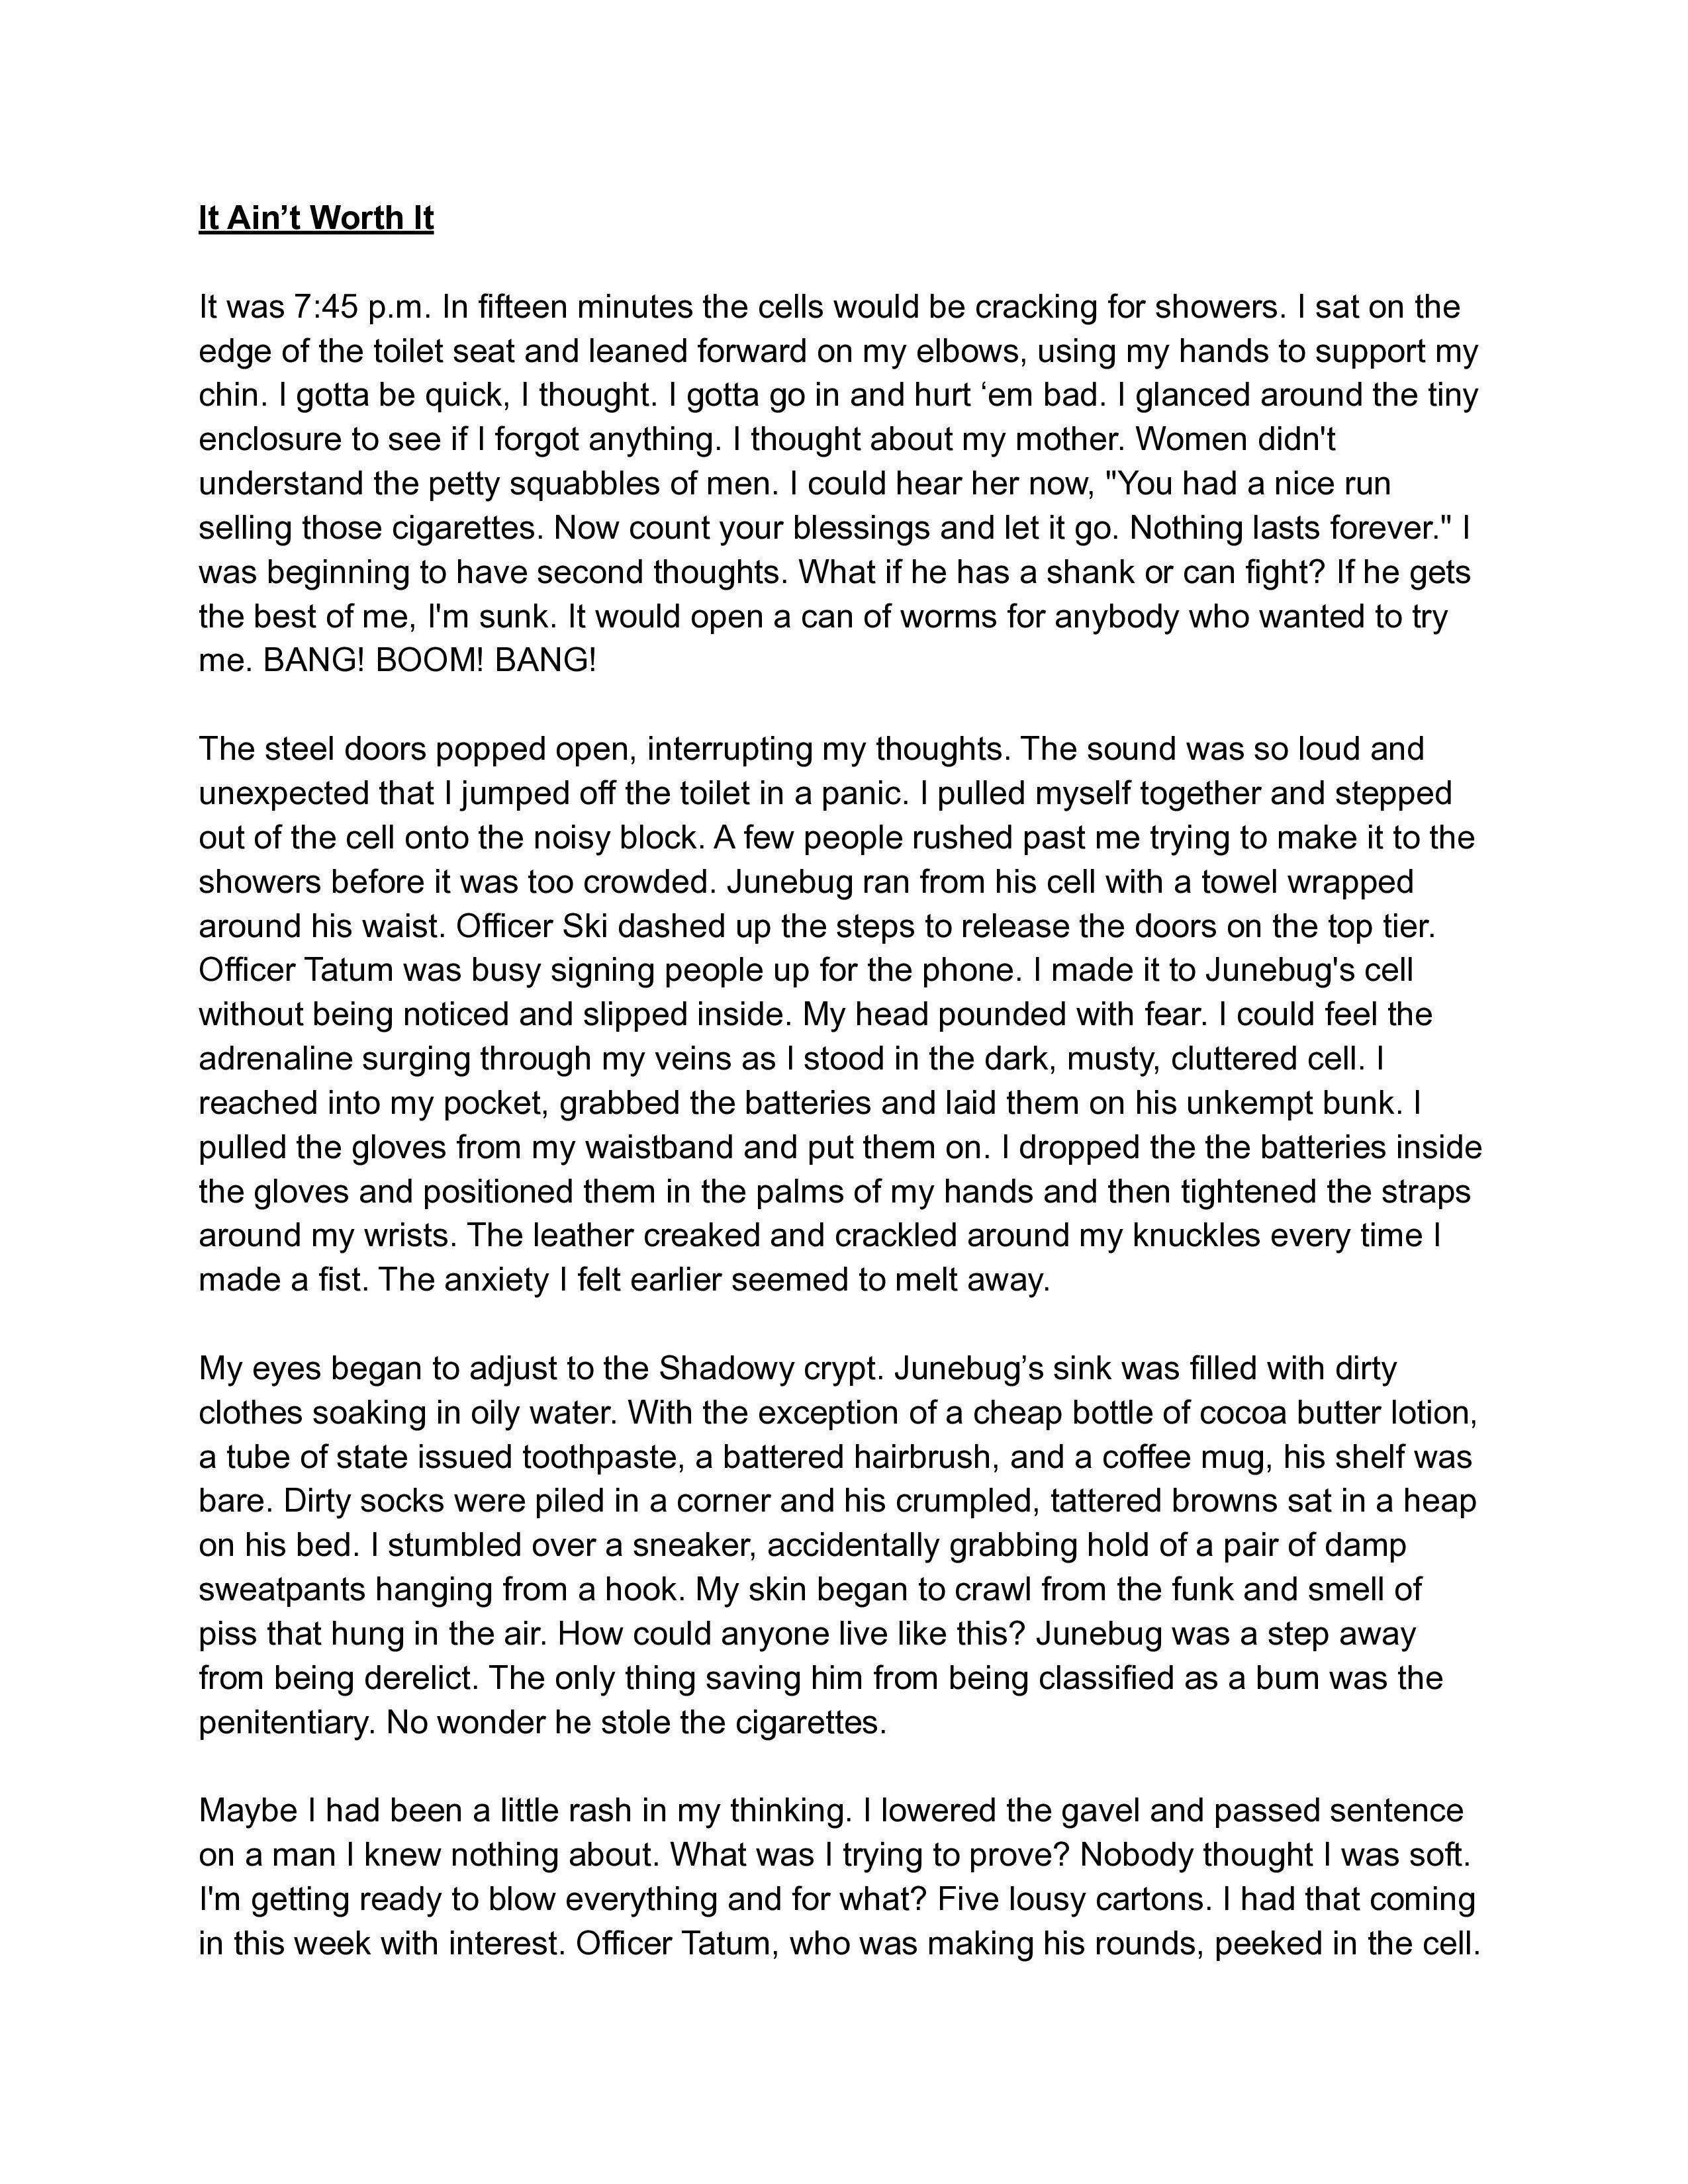 It Ain’t Worth It
It was 7:45 p.m. In fifteen minutes the cells would be cracking for showers. I sat on the
edge of the toilet seat and leaned forward on my elbows, using my hands to support my
chin. I gotta be quick, I thought. I gotta go in and hurt ‘em bad. I glanced around the tiny
enclosure to see if I forgot anything. I thought about my mother. Women didn't
understand the petty squabbles of men. I could hear her now, "You had a nice run
selling those cigarettes. Now count your blessings and let it go. Nothing lasts forever." I
was beginning to have second thoughts. What if he has a shank or can fight? If he gets
the best of me, I'm sunk. It would open a can of worms for anybody who wanted to try
me. BANG! BOOM! BANG!
The steel doors popped open, interrupting my thoughts. The sound was so loud and
unexpected that I jumped off the toilet in a panic. I pulled myself together and stepped
out of the cell onto the noisy block. A few people rushed past me trying to make it to the
showers before it was too crowded. Junebug ran from his cell with a towel wrapped
around his waist. Officer Ski dashed up the steps to release the doors on the top tier.
Officer Tatum was busy signing people up for the phone. I made it to Junebug's cell
without being noticed and slipped inside. My head pounded with fear. I could feel the
adrenaline surging through my veins as I stood in the dark, musty, cluttered cell. I
reached into my pocket, grabbed the batteries and laid them on his unkempt bunk. I
pulled the gloves from my waistband and put them on. I dropped the the batteries inside
the gloves and positioned them in the palms of my hands and then tightened the straps
around my wrists. The leather creaked and crackled around my knuckles every time I
made a fist. The anxiety I felt earlier seemed to melt away.
My eyes began to adjust to the Shadowy crypt. Junebug’s sink was filled with dirty
clothes soaking in oily water. With the exception of a cheap bottle of cocoa butter lotion,
a tube of state issued toothpaste, a battered hairbrush, and a coffee mug, his shelf was
bare. Dirty socks were piled in a corner and his crumpled, tattered browns sat in a heap
on his bed. I stumbled over a sneaker, accidentally grabbing hold of a pair of damp
sweatpants hanging from a hook. My skin began to crawl from the funk and smell of
piss that hung in the air. How could anyone live like this? Junebug was a step away
from being derelict. The only thing saving him from being classified as a bum was the
penitentiary. No wonder he stole the cigarettes.
Maybe I had been a little rash in my thinking. I lowered the gavel and passed sentence
on a man I knew nothing about. What was I trying to prove? Nobody thought I was soft.
I'm getting ready to blow everything and for what? Five lousy cartons. I had that coming
in this week with interest. Officer Tatum, who was making his rounds, peeked in the cell.